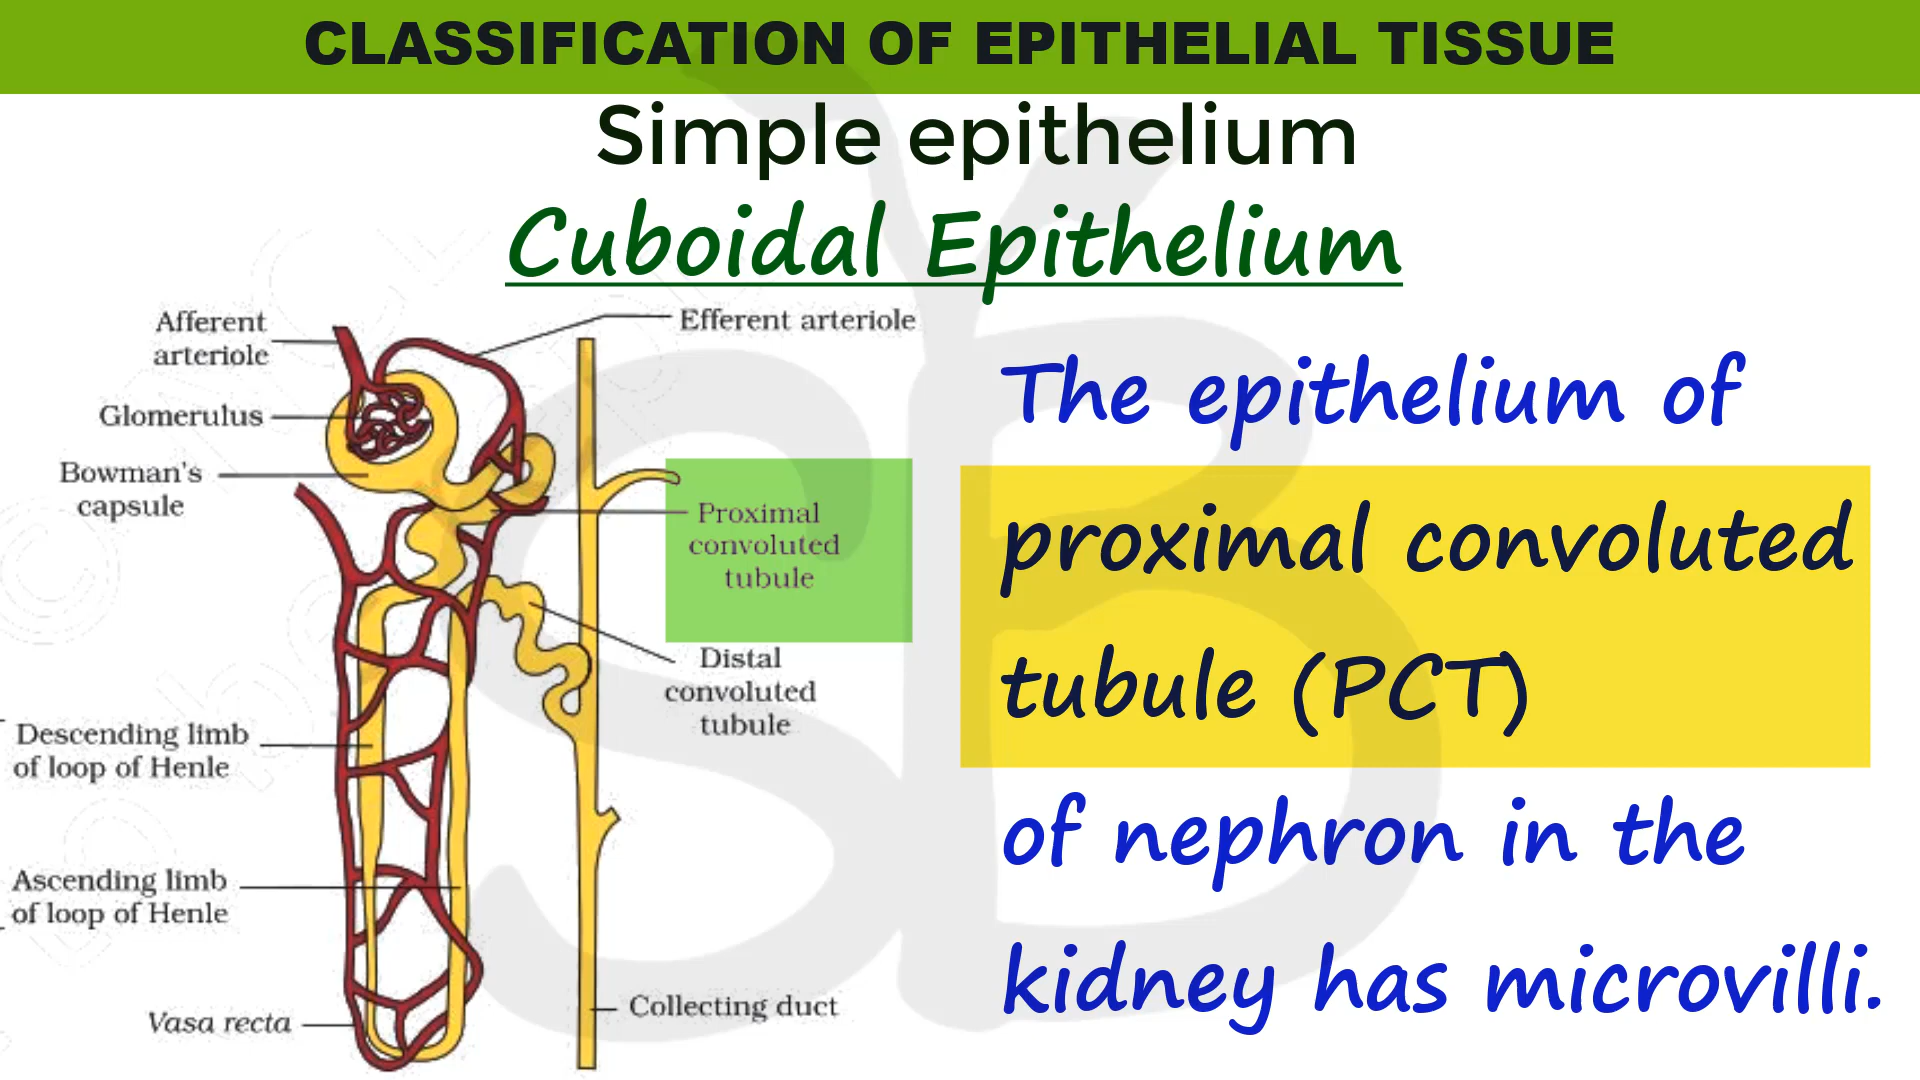 CLASSIFICATION OF EPITHELIAL TISSUE
Simple epithelium
Cuboidal Epithelium
Afferent
arteriole
Efferent arteriole
Glomerulus
Bowman's
capsule
Proximal
convoluted
tubule
Distal
convoluted
tubule
Descending limb
of loop of Henle
Ascending limb
of loop of Henle
Vasa recta
Collecting duct
The epithelium of
proximal convoluted
tubule (PCT)
of nephron in the
kidney has microvilli.